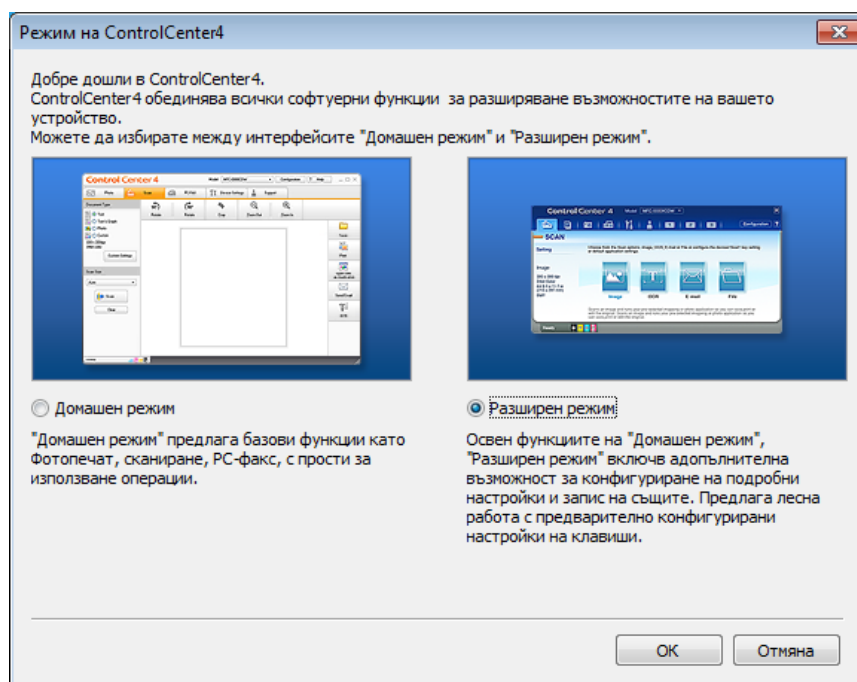 Режим на ControlCenter4
Добре дошли в ControlCenter4.
ControlCenter4 обединява всички софтуерни функции за разширяване възможностите на вашето
устройство.
Можете да избирате между интерфейсите "Домашен режим" и "Разширен режим".
Control Center 4
Control Center 4
SCAN
Setting
Image
Image
OCR
E-mail
File
Домашен режим
Разширен режим
"Домашен режим" предлага базови функции като
Фотопечат, сканиране, PC-факс, с прости за
използване операции.
Освен функциите на "Домашен режим",
"Разширен режим" включв адопълнителна
възможност за конфигуриране на подробни
настройки и запис на същите. Предлага лесна
работа с предварително конфигурирани
настройки на клавиши.
OK
Отмяна